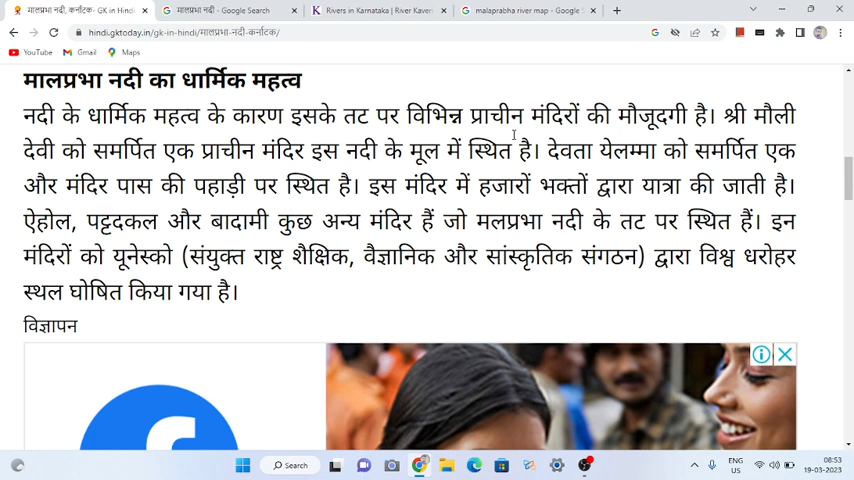 मालप्रभा नदी, कर्नाटक- GK in Hindi
मालप्रभा नदी - Google Search
Rivers in Karnataka | River Kaveri
malaprabha river map - Google S
hindi.gktoday.in/gk-in-hindi/मालप्रभा-नदी-कर्नाटक/
YouTube Gmail Maps
मालप्रभा नदी का धार्मिक महत्व
नदी के धार्मिक महत्व के कारण इसके तट पर विभिन्न प्राचीन मंदिरों की मौजूदगी है। श्री मौली
देवी को समर्पित एक प्राचीन मंदिर इस नदी के मूल में स्थित है। देवता येलम्मा को समर्पित एक
और मंदिर पास की पहाड़ी पर स्थित है। इस मंदिर में हजारों भक्तों द्वारा यात्रा की जाती है।
ऐहोल, पट्टदकल और बादामी कुछ अन्य मंदिर हैं जो मलप्रभा नदी के तट पर स्थित हैं। इन
मंदिरों को यूनेस्को (संयुक्त राष्ट्र शैक्षिक, वैज्ञानिक और सांस्कृतिक संगठन) द्वारा विश्व धरोहर
स्थल घोषित किया गया है।
विज्ञापन
Search
ENG
US
08:53
19-03-2023